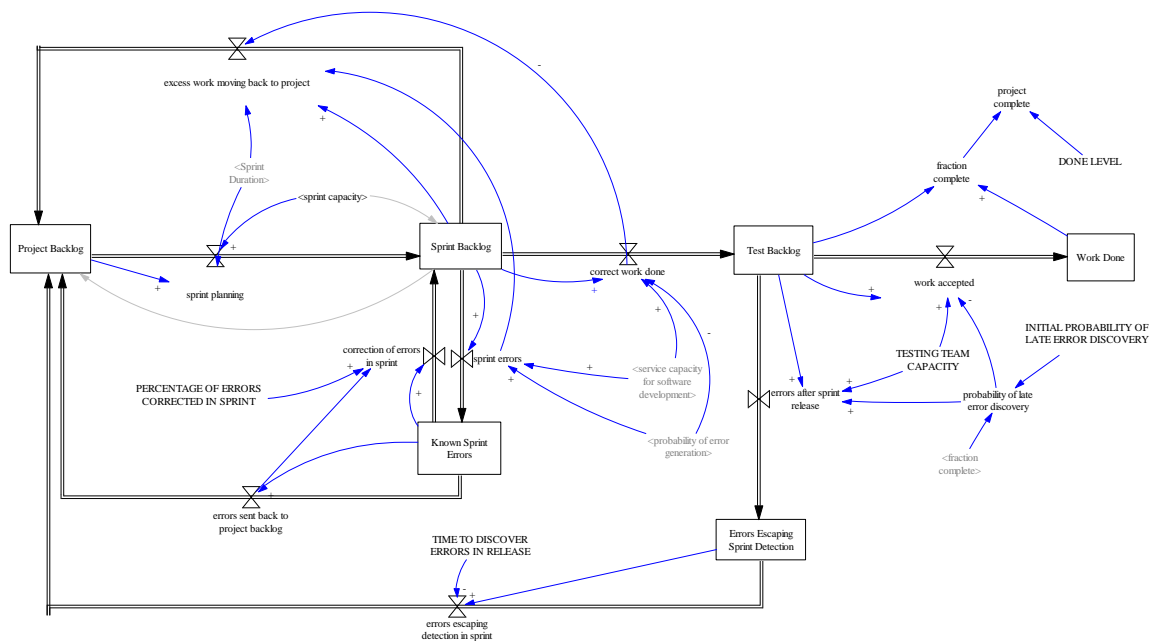 excess work moving back to project
-
+
project
complete
<Sprint
Duration>
fraction
complete
DONE LEVEL
<sprint capacity>
+
Project Backlog
+
Sprint Backlog
Test Backlog
Work Done
+
sprint planning
correct work done
+
+
work accepted
+
-
+
correction of errors
in sprint
+
sprint errors
+
+
-
INITIAL PROBABILITY OF
LATE ERROR DISCOVERY
TESTING TEAM
CAPACITY
PERCENTAGE OF ERRORS
CORRECTED IN SPRINT
+
+
+
<service capacity
for software
development>
+
errors after sprint
release
+
+
probability of late
error discovery
+
Known Sprint
Errors
<probability of error
generation>
<fraction
complete>
+
errors sent back to
project backlog
Errors Escaping
Sprint Detection
TIME TO DISCOVER
ERRORS IN RELEASE
-
+
errors escaping
detection in sprint